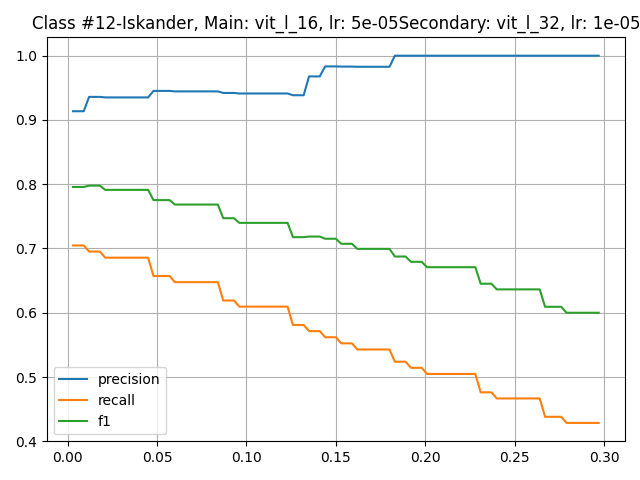 Class #12-Iskander, Main: vit_l_16, lr: 5e-05Secondary: vit_l_32, lr: 1e-05
1.0
0.9
0.8
0.7
0.6
0.5
0.4
precision
recall
f1
0.00 0.05 0.10 0.15 0.20 0.25 0.30